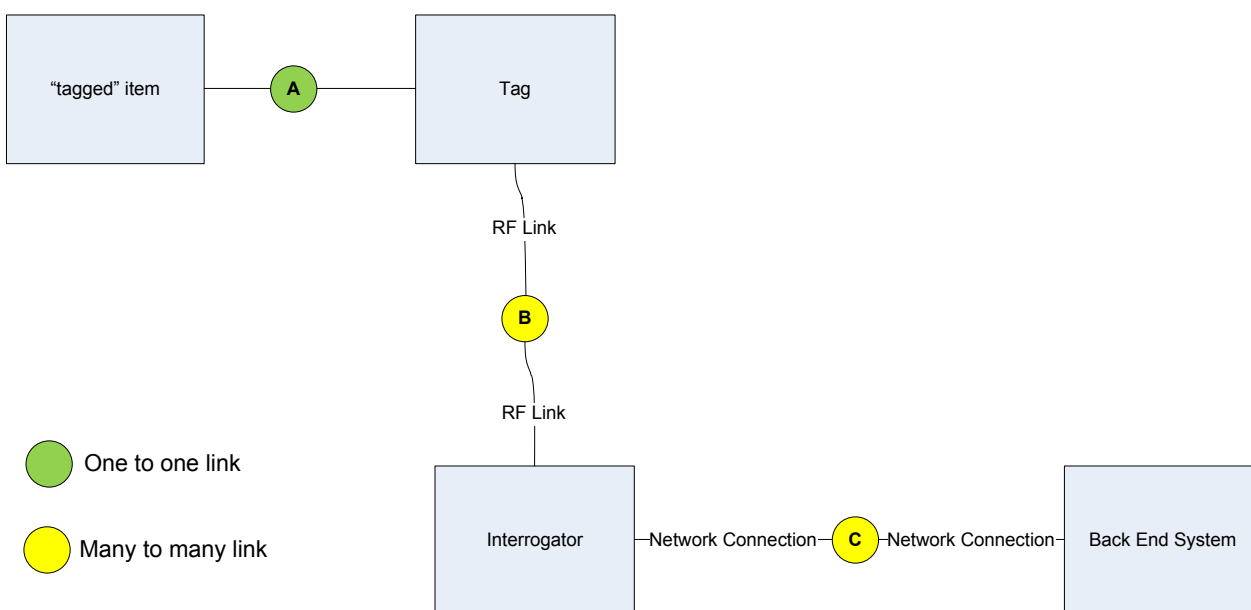 “tagged” item
A
Tag
RF Link
B
RF Link
One to one link
Many to many link
Interrogator
Network Connection
C
Network Connection
Back End System